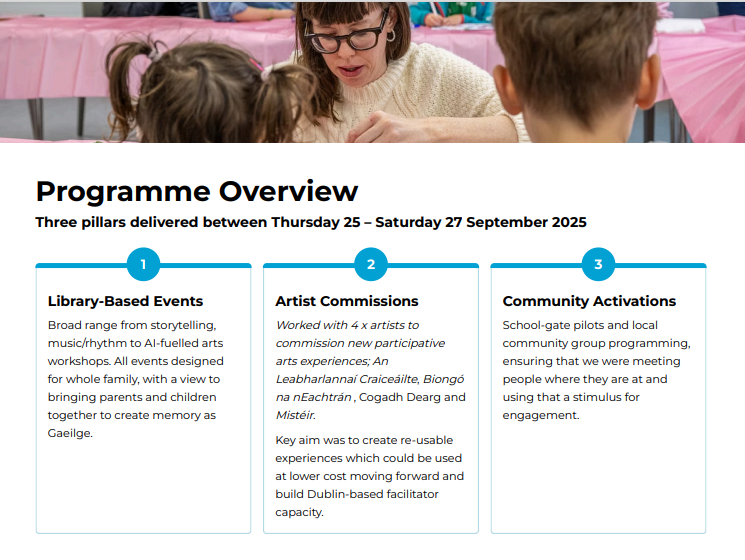 Programme Overview
Three pillars delivered between Thursday 25 – Saturday 27 September 2025
1
Library-Based Events
Broad range from storytelling,
music/rhythm to AI-fuelled arts
workshops. All events designed
for whole family, with a view to
bringing parents and children
together to create memory as
Gaeilge.
2
Artist Commissions
Worked with 4 x artists to
commission new participative
arts experiences; An
Leabharlannaí Craiceáilte, Biongó
na nEachtrán , Cogadh Dearg and
Mistéir.
Key aim was to create re-usable
experiences which could be used
at lower cost moving forward and
build Dublin-based facilitator
capacity.
3
Community Activations
School-gate pilots and local
community group programming,
ensuring that we were meeting
people where they are at and
using that a stimulus for
engagement.